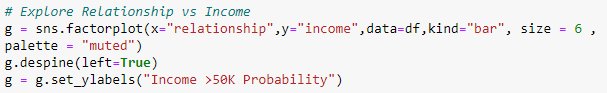 # Explore Relationship vs Income
g = sns.factorplot(x="relationship",y="income",data=df,kind="bar", size = 6 ,
palette = "muted")
g.despine(left=True)
g = g.set_ylabels("Income >50K Probability")